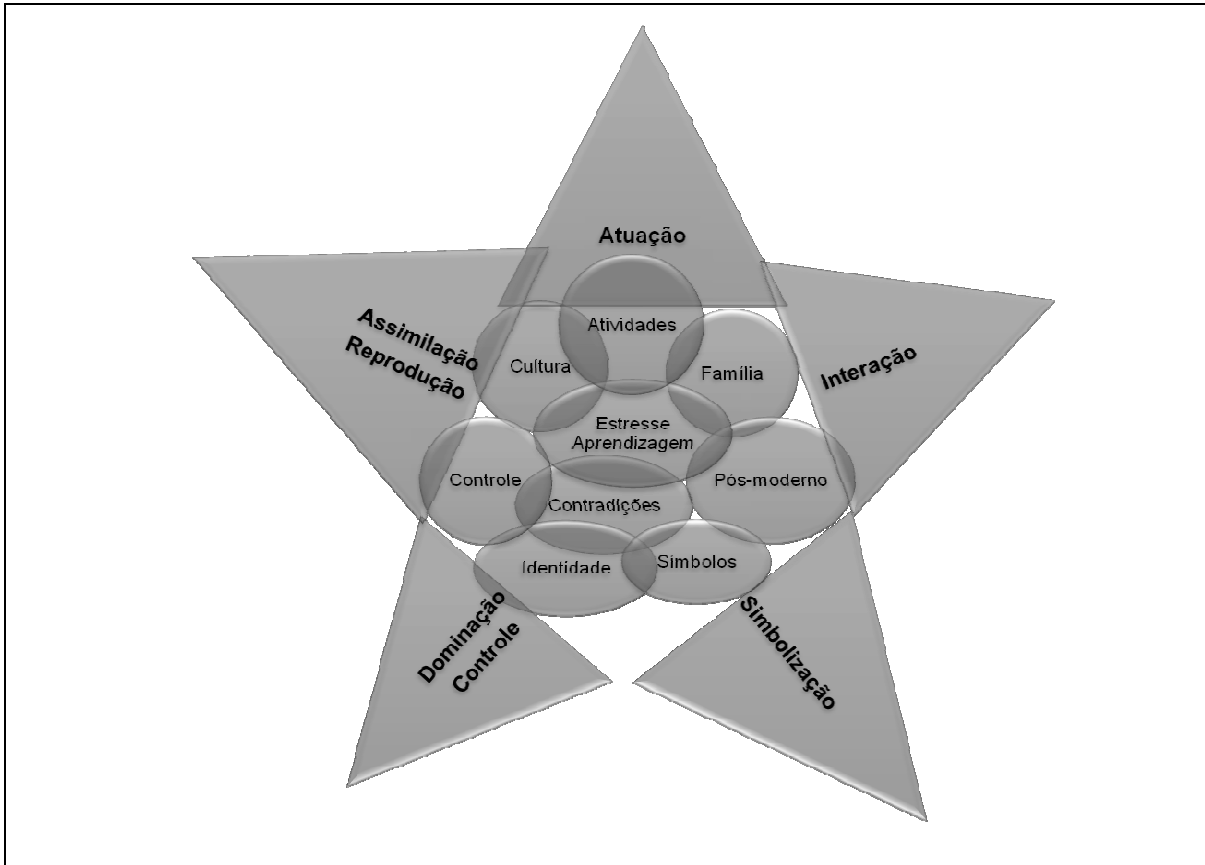 Atuação
Atividades
Assimilação
Reprodução
Cultura
Família
Interação
Estresse
Aprendizagem
Controle
Pós-moderno
Contradições
Identidade
Símbolos
Dominação
Controle
Simbolização